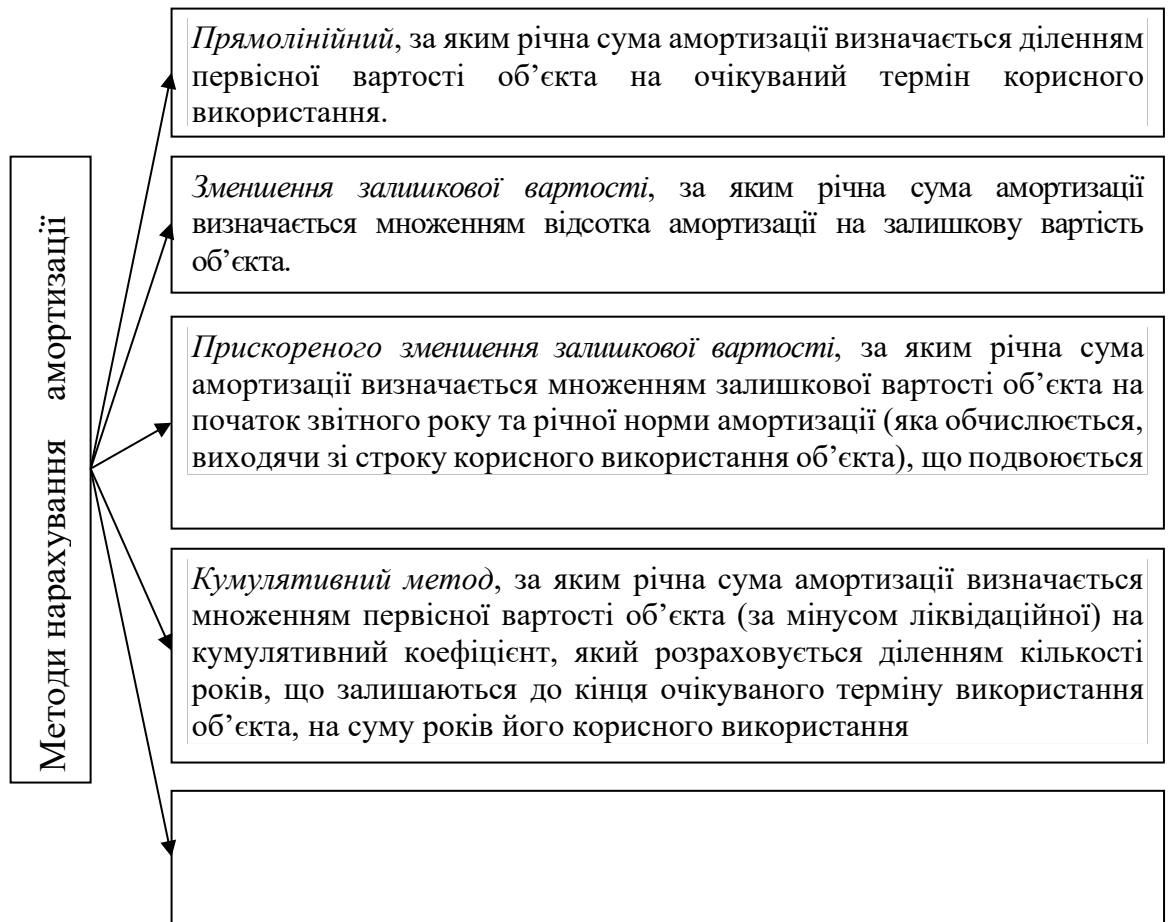 Прямолінійний, за яким річна сума амортизації визначається діленням
первісної вартості об’єкта на очікуваний термін корисного
використання.
Методи нарахування амортизації
Зменшення залишкової вартості, за яким річна сума амортизації
визначається множенням відсотка амортизації на залишкову вартість
об’єкта.
Прискореного зменшення залишкової вартості, за яким річна сума
амортизації визначається множенням залишкової вартості об’єкта на
початок звітного року та річної норми амортизації (яка обчислюється,
виходячи зі строку корисного використання об’єкта), що подвоюється
Кумулятивний метод, за яким річна сума амортизації визначається
множенням первісної вартості об’єкта (за мінусом ліквідаційної) на
кумулятивний коефіцієнт, який розраховується діленням кількості
років, що залишаються до кінця очікуваного терміну використання
об’єкта, на суму років його корисного використання